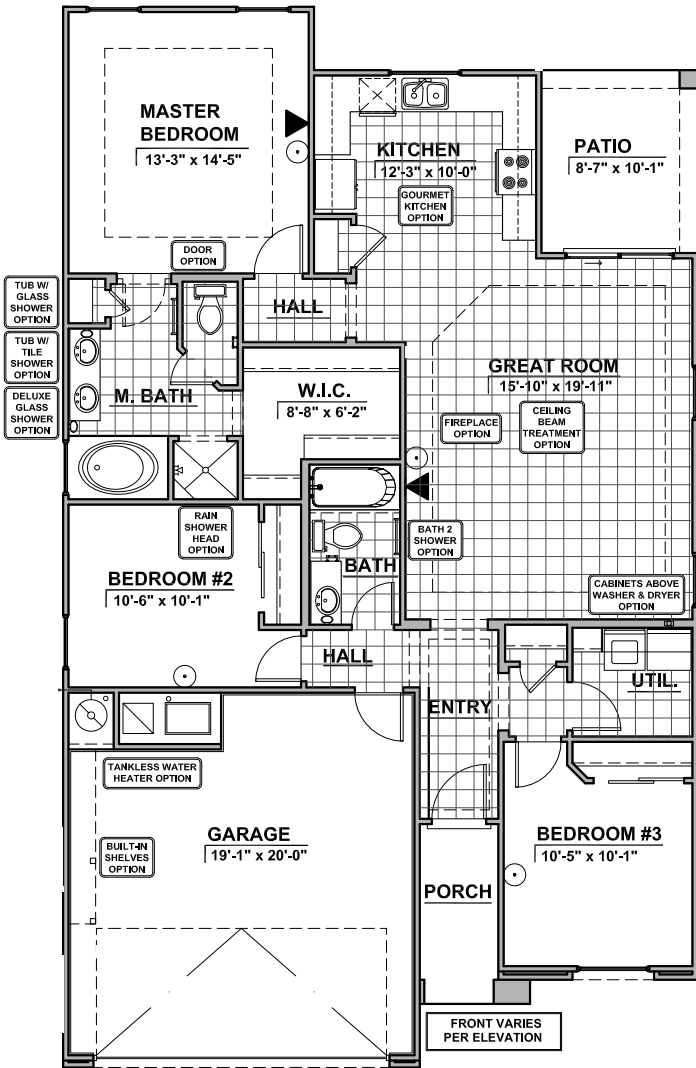 MASTER
BEDROOM
13'-3" x 14'-5"
KITCHEN
12'-3" x 10'-0"
GOURMET
KITCHEN
OPTION
PATIO
8'-7" x 10'-1"
DOOR
OPTION
TUB W/
GLASS
SHOWER
OPTION
HALL
TUB W/
TILE
SHOWER
OPTION
DELUXE
GLASS
SHOWER
OPTION
M. BATH
W.I.C.
8'-8" x 6'-2"
GREAT ROOM
15'-10" x 19'-11"
FIREPLACE
OPTION
CEILING
BEAM
TREATMENT
OPTION
RAIN
SHOWER
HEAD
OPTION
BATH 2
SHOWER
OPTION
BEDROOM #2
10'-6" x 10'-1"
BATH
CABINETS ABOVE
WASHER & DRYER
OPTION
HALL
UTIL.
ENTRY
TANKLESS WATER
HEATER OPTION
GARAGE
19'-1" x 20'-0"
BUILT-IN
SHELVES
OPTION
BEDROOM #3
10'-5" x 10'-1"
PORCH
FRONT VARIES
PER ELEVATION